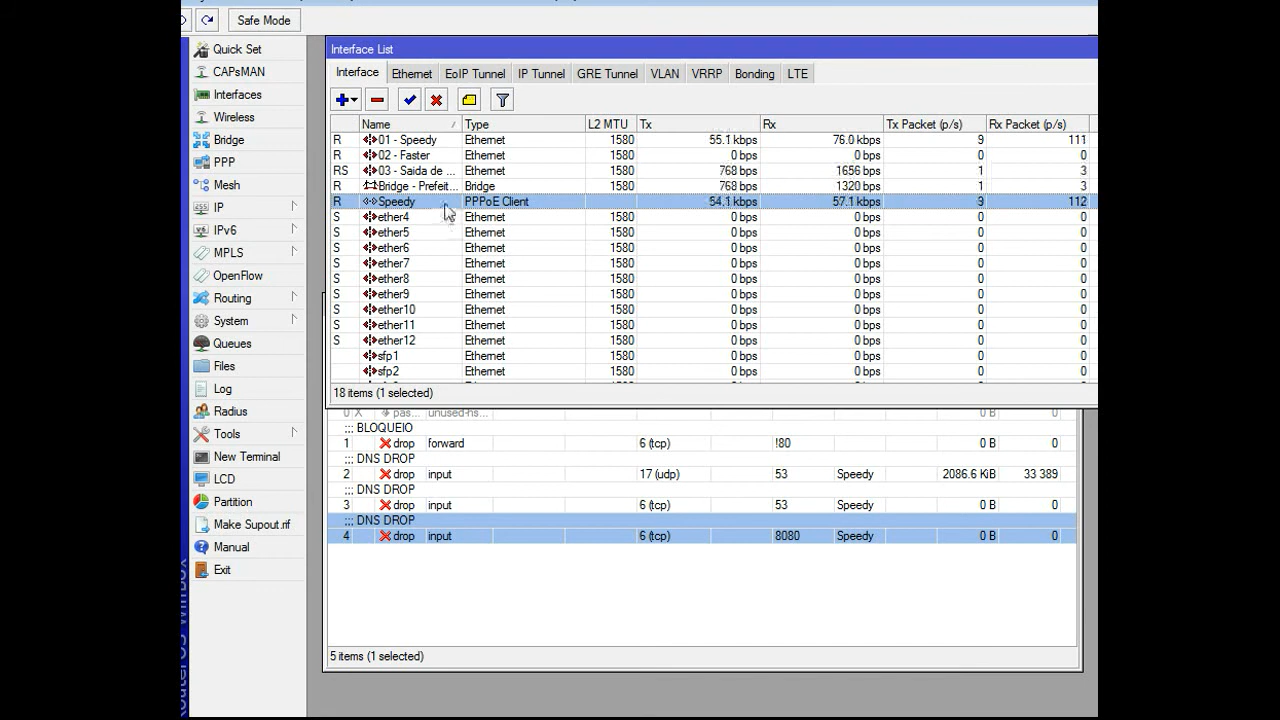 Safe Mode
Quick Set
CAPsMAN
Interfaces
Wireless
Bridge
PPP
Mesh
IP
IPv6
MPLS
OpenFlow
Routing
System
Queues
Files
Log
Radius
Tools
New Terminal
LCD
Partition
Make Supout.rif
Manual
Exit
RouterOS WinBox
Interface List
Interface Ethernet EoIP Tunnel IP Tunnel GRE Tunnel VLAN VRRP Bonding LTE
Name / Type L2 MTU Tx Rx Tx Packet (p/s) Rx Packet (p/s)
R 01 - Speedy Ethernet 1580 55.1 kbps 76.0 kbps 9 111
R 02 - Faster Ethernet 1580 0 bps 0 bps 0 0
RS 03 - Saida de ... Ethernet 1580 768 bps 1656 bps 1 3
R Bridge - Prefeit... Bridge 1580 768 bps 1320 bps 1 3
R Speedy PPPoE Client 54.1 kbps 57.1 kbps 9 112
S ether4 Ethernet 1580 0 bps 0 bps 0 0
S ether5 Ethernet 1580 0 bps 0 bps 0 0
S ether6 Ethernet 1580 0 bps 0 bps 0 0
S ether7 Ethernet 1580 0 bps 0 bps 0 0
S ether8 Ethernet 1580 0 bps 0 bps 0 0
S ether9 Ethernet 1580 0 bps 0 bps 0 0
S ether10 Ethernet 1580 0 bps 0 bps 0 0
S ether11 Ethernet 1580 0 bps 0 bps 0 0
S ether12 Ethernet 1580 0 bps 0 bps 0 0
sfp1 Ethernet 1580 0 bps 0 bps 0 0
sfp2 Ethernet 1580 0 bps 0 bps 0 0
18 items (1 selected)
0 X pas... unused-hs... 0 B 0
::: BLOQUEIO
1 drop forward 6 (tcp) !80 0 B 0
::: DNS DROP
2 drop input 17 (udp) 53 Speedy 2086.6 KiB 33 389
::: DNS DROP
3 drop input 6 (tcp) 53 Speedy 0 B 0
::: DNS DROP
4 drop input 6 (tcp) 8080 Speedy 0 B 0
5 items (1 selected)